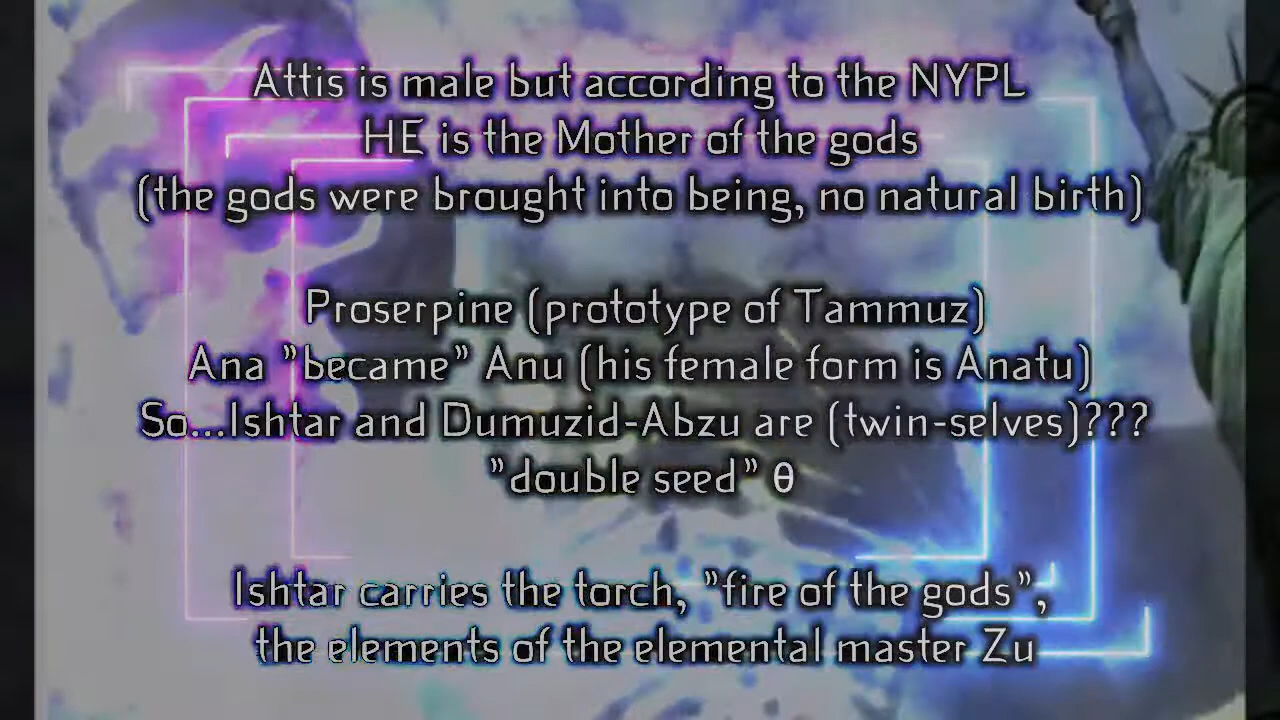 Attis is male but according to the NYPL
HE is the Mother of the gods
(the gods were brought into being, no natural birth)
Proserpine (prototype of Tammuz)
Ana "became" Anu (his female form is Anatu)
So...Ishtar and Dumuzid-Abzu are (twin-selves)???
"double seed" θ
Ishtar carries the torch, "fire of the gods",
the elements of the elemental master Zu